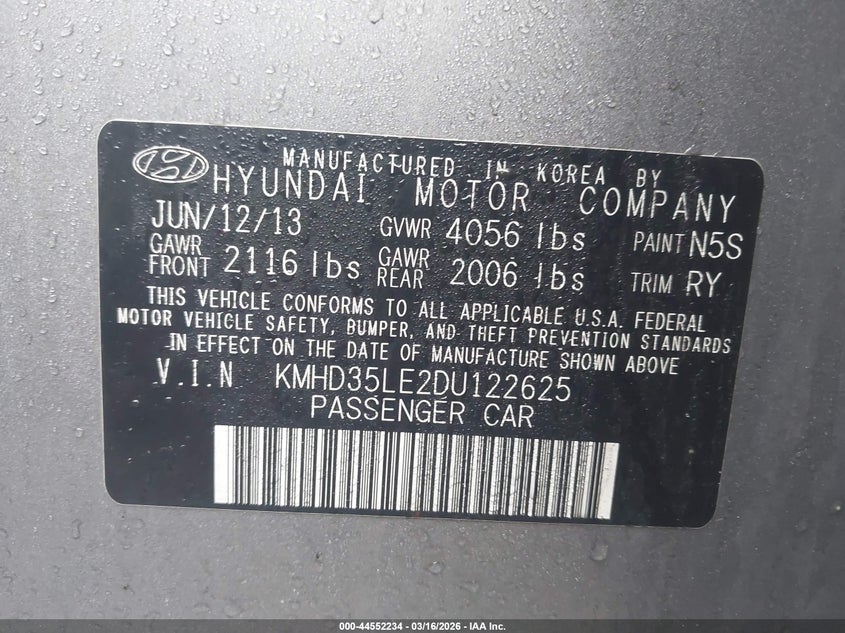 MANUFACTURED IN KOREA BY
HYUNDAI MOTOR COMPANY
JUN/12/13 GVWR 4056 lbs PAINT N5S
GAWR FRONT 2116 lbs GAWR REAR 2006 lbs TRIM RY
THIS VEHICLE CONFORMS TO ALL APPLICABLE U.S.A. FEDERAL
MOTOR VEHICLE SAFETY, BUMPER, AND THEFT PREVENTION STANDARDS
IN EFFECT ON THE DATE OF MANUFACTURE SHOWN ABOVE
V.I.N KMHD35LE2DU122625
PASSENGER CAR
000-44552234 - 03/16/2026 - IAA Inc.